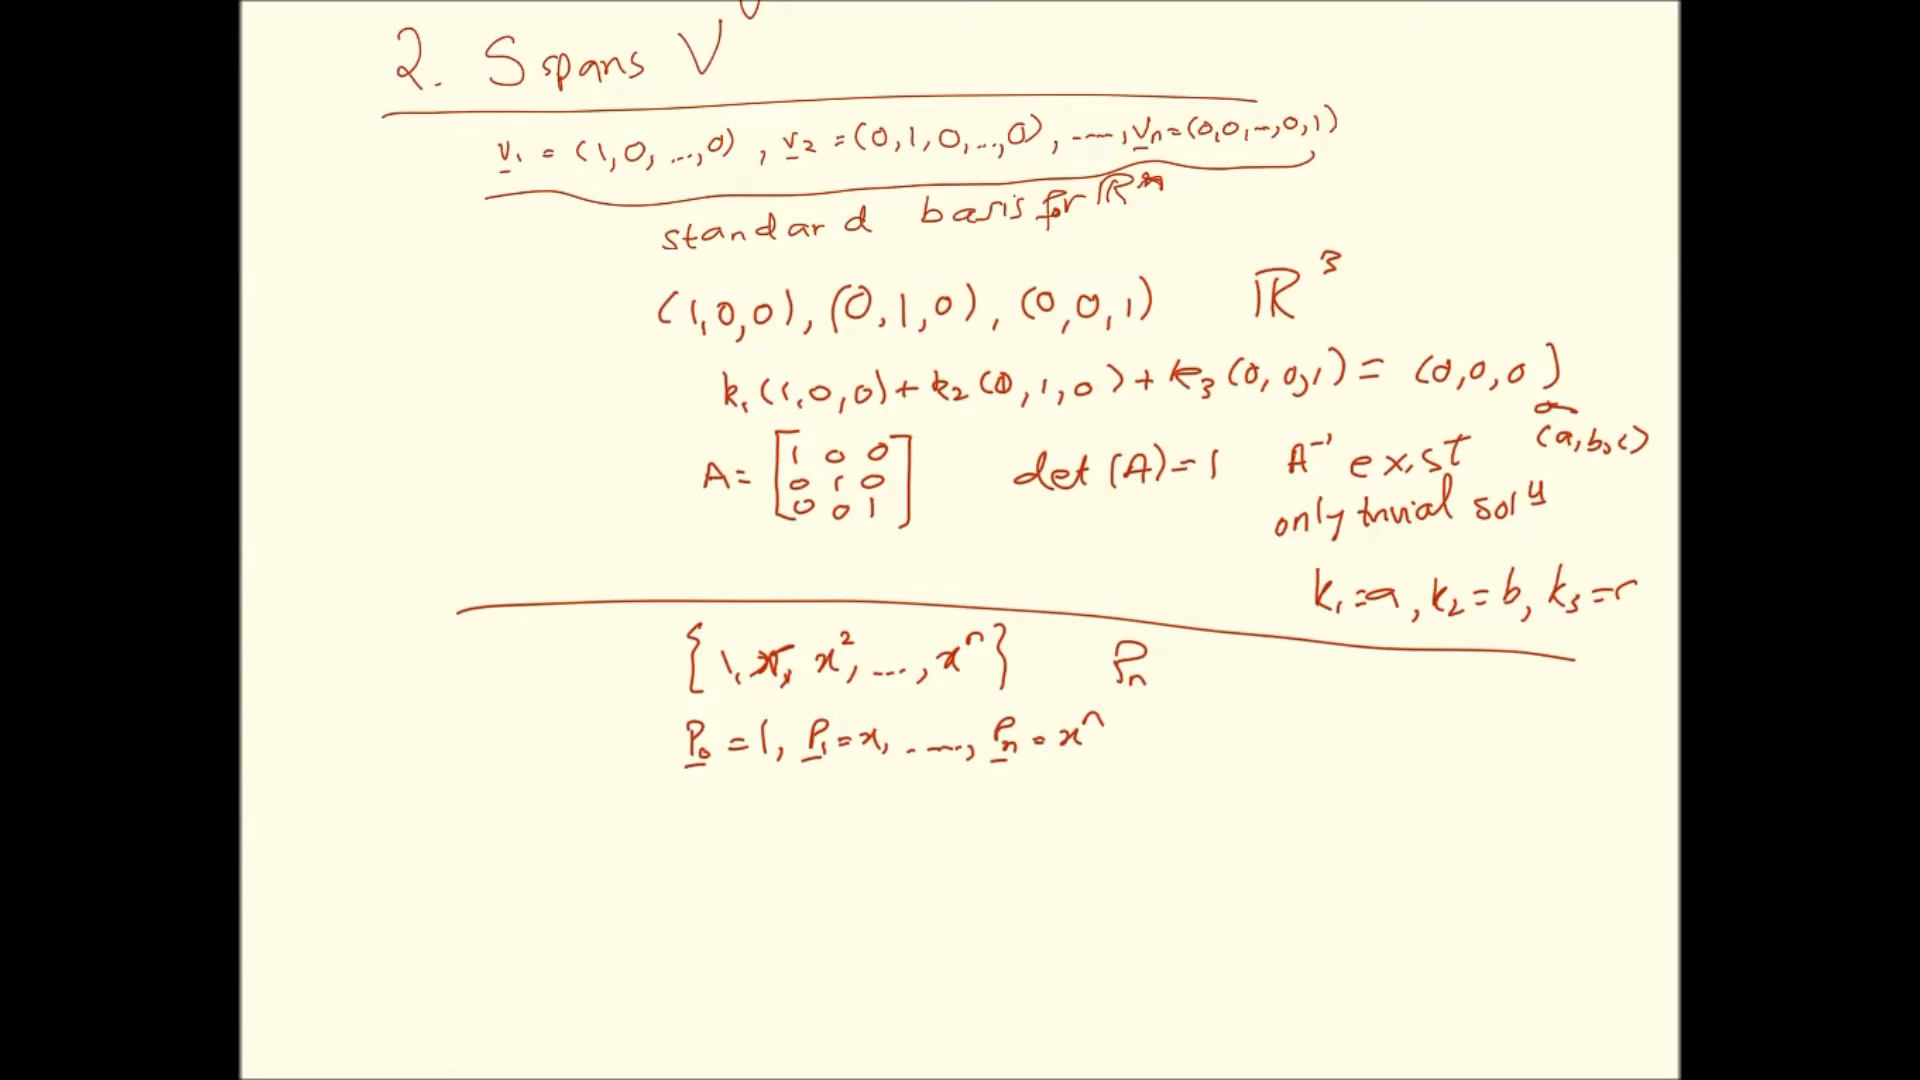 2. S spans V
v₁ = (1,0,...,0), v₂ = (0,1,0,...,0), ...., vₙ = (0,0,...,0,1)
standard basis for ℝⁿ
(1,0,0), (0,1,0), (0,0,1) ℝ³
k₁(1,0,0) + k₂(0,1,0) + k₃(0,0,1) = (0,0,0)
(a,b,c)
A = [1 0 0; 0 1 0; 0 0 1] det(A)=1 A⁻¹ exist
only trivial solⁿ
k₁=a, k₂=b, k₃=c
{1, x, x², ..., xⁿ} Pₙ
P₀ = 1, P₁ = x, ...., Pₙ = xⁿ